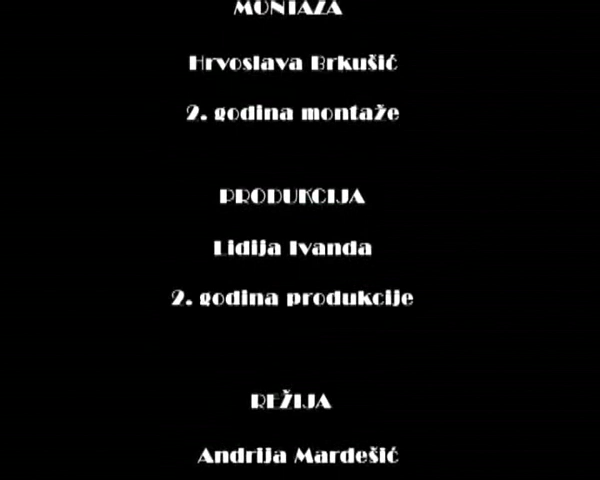 MONTAŽA
Hrvoslava Brkušić
2. godina montaže
PRODUKCIJA
Lidija Ivanda
2. godina produkcije
REŽIJA
Andrija Mardešić